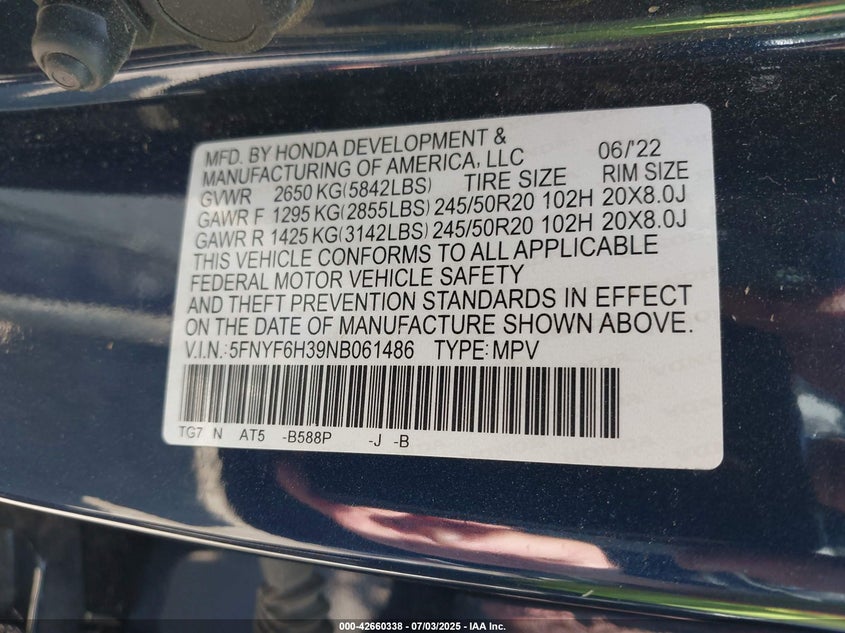 MFD. BY HONDA DEVELOPMENT &
MANUFACTURING OF AMERICA, LLC 06/'22
GVWR 2650 KG(5842LBS) TIRE SIZE RIM SIZE
GAWR F 1295 KG(2855LBS) 245/50R20 102H 20X8.0J
GAWR R 1425 KG(3142LBS) 245/50R20 102H 20X8.0J
THIS VEHICLE CONFORMS TO ALL APPLICABLE
FEDERAL MOTOR VEHICLE SAFETY
AND THEFT PREVENTION STANDARDS IN EFFECT
ON THE DATE OF MANUFACTURE SHOWN ABOVE.
V.I.N.:5FNYF6H39NB061486 TYPE:MPV
TG7 N AT5 -B588P -J -B
000-42660338 - 07/03/2025 - IAA Inc.